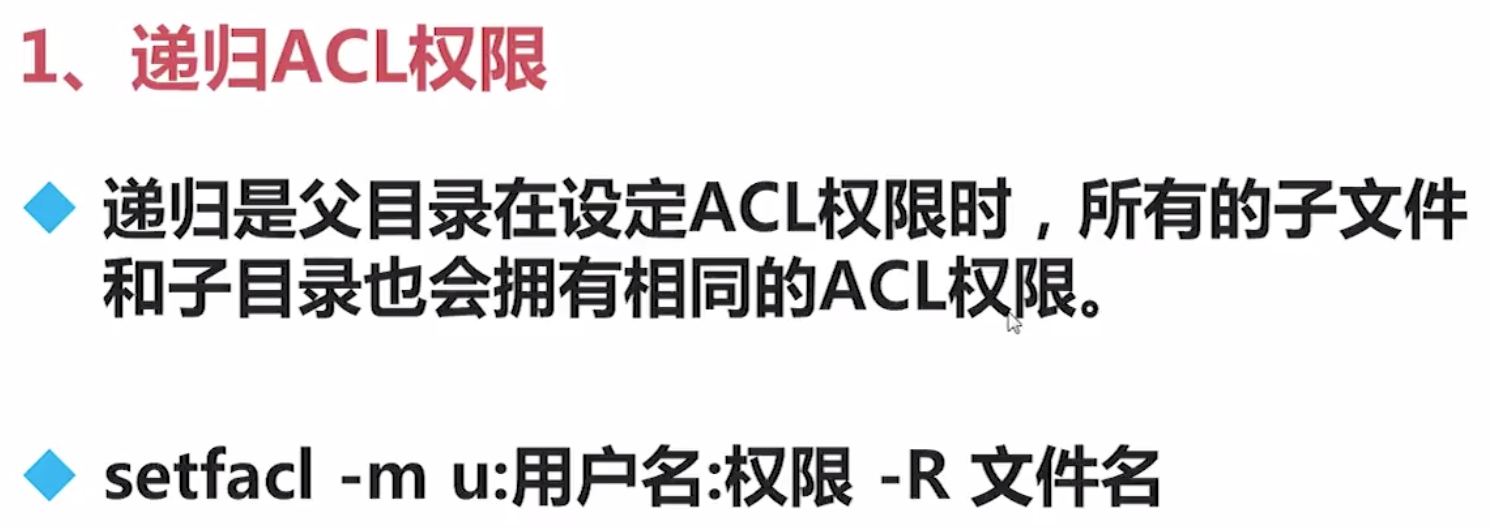 1、递归ACL权限
递归是父目录在设定ACL权限时，所有的子文件
和子目录也会拥有相同的ACL权限。
setfacl -m u:用户名:权限 -R 文件名